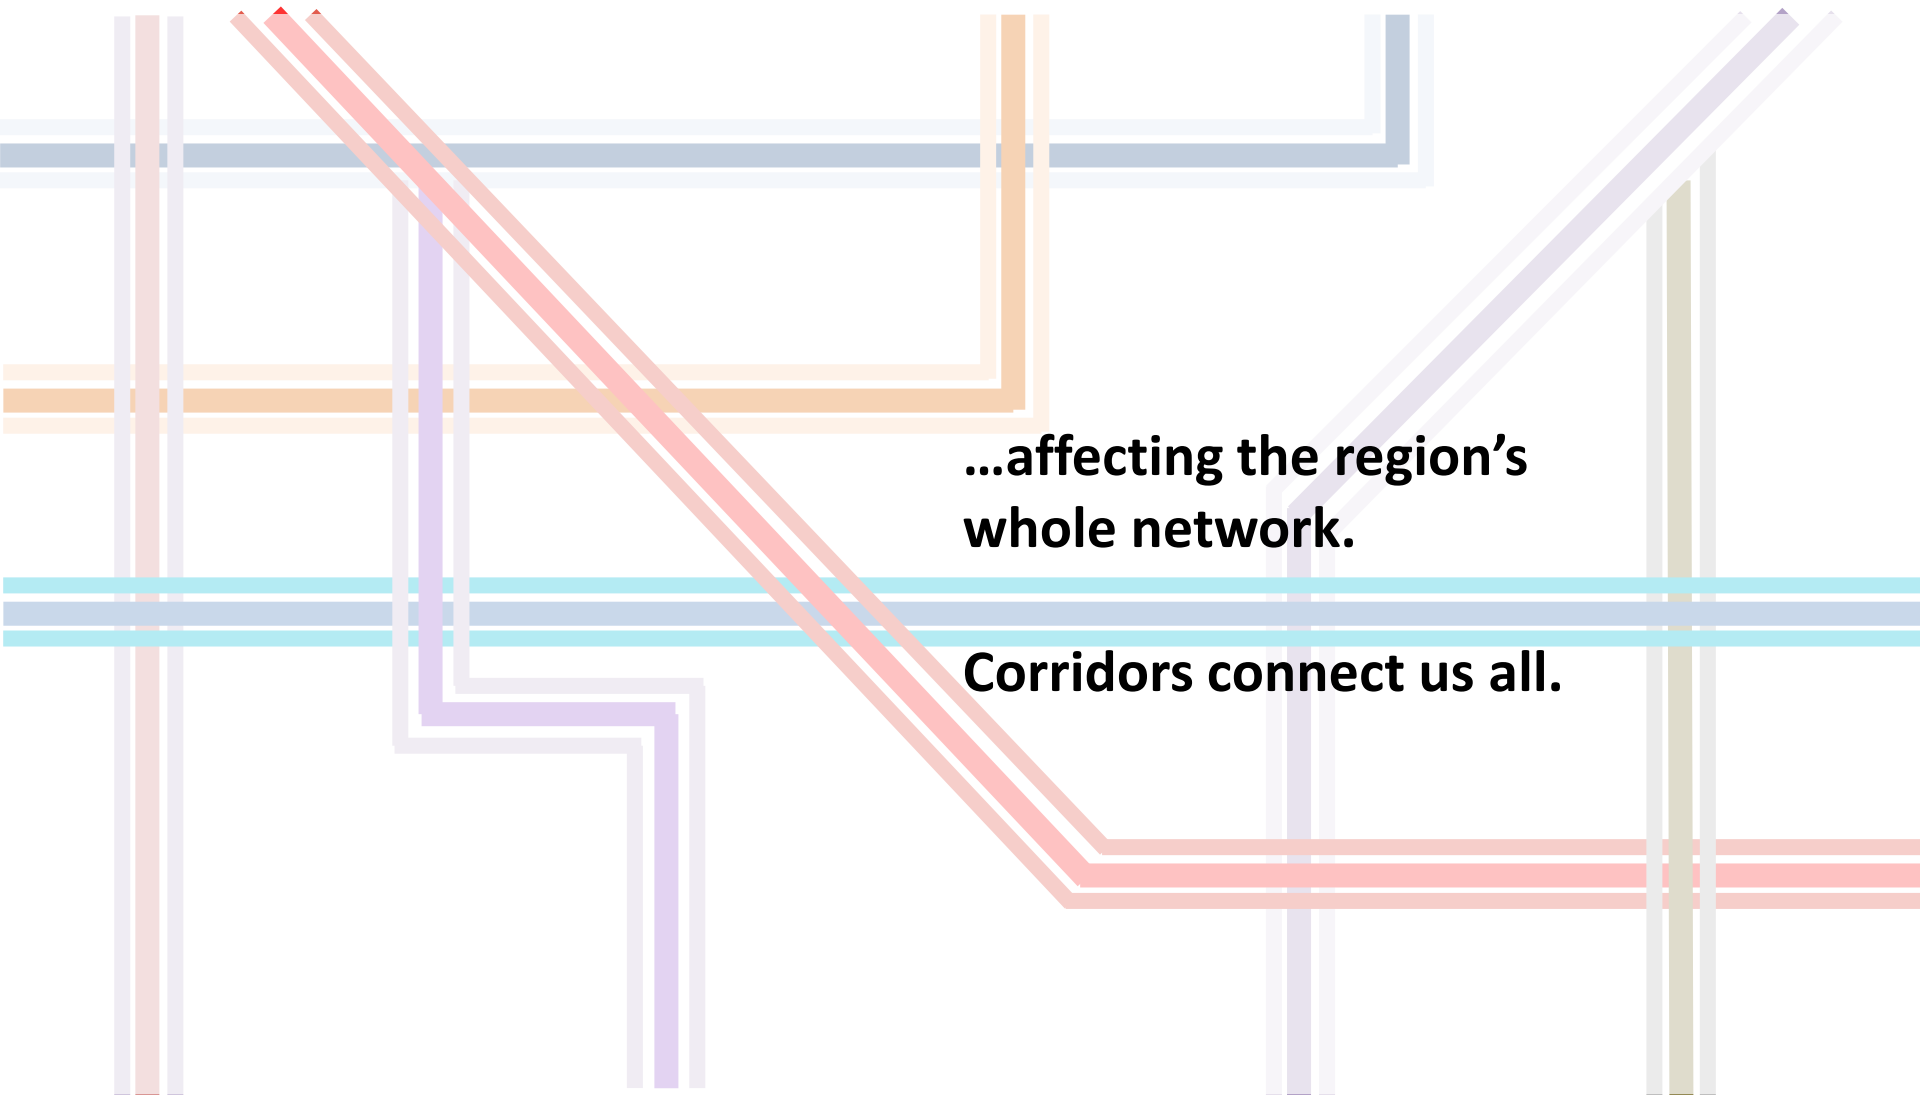 …affecting the region’s
whole network.
Corridors connect us all.